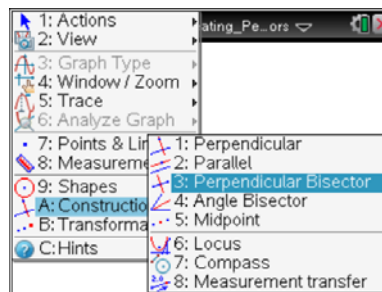 1: Actions
ating_Pe...ors
2: View
3: Graph Type
4: Window / Zoom
5: Trace
6: Analyze Graph
7: Points & Li
8: Measureme
9: Shapes
A: Constructio
B: Transforma
C:Hints
1: Perpendicular
2: Parallel
3: Perpendicular Bisector
4: Angle Bisector
5: Midpoint
6: Locus
7: Compass
8: Measurement transfer